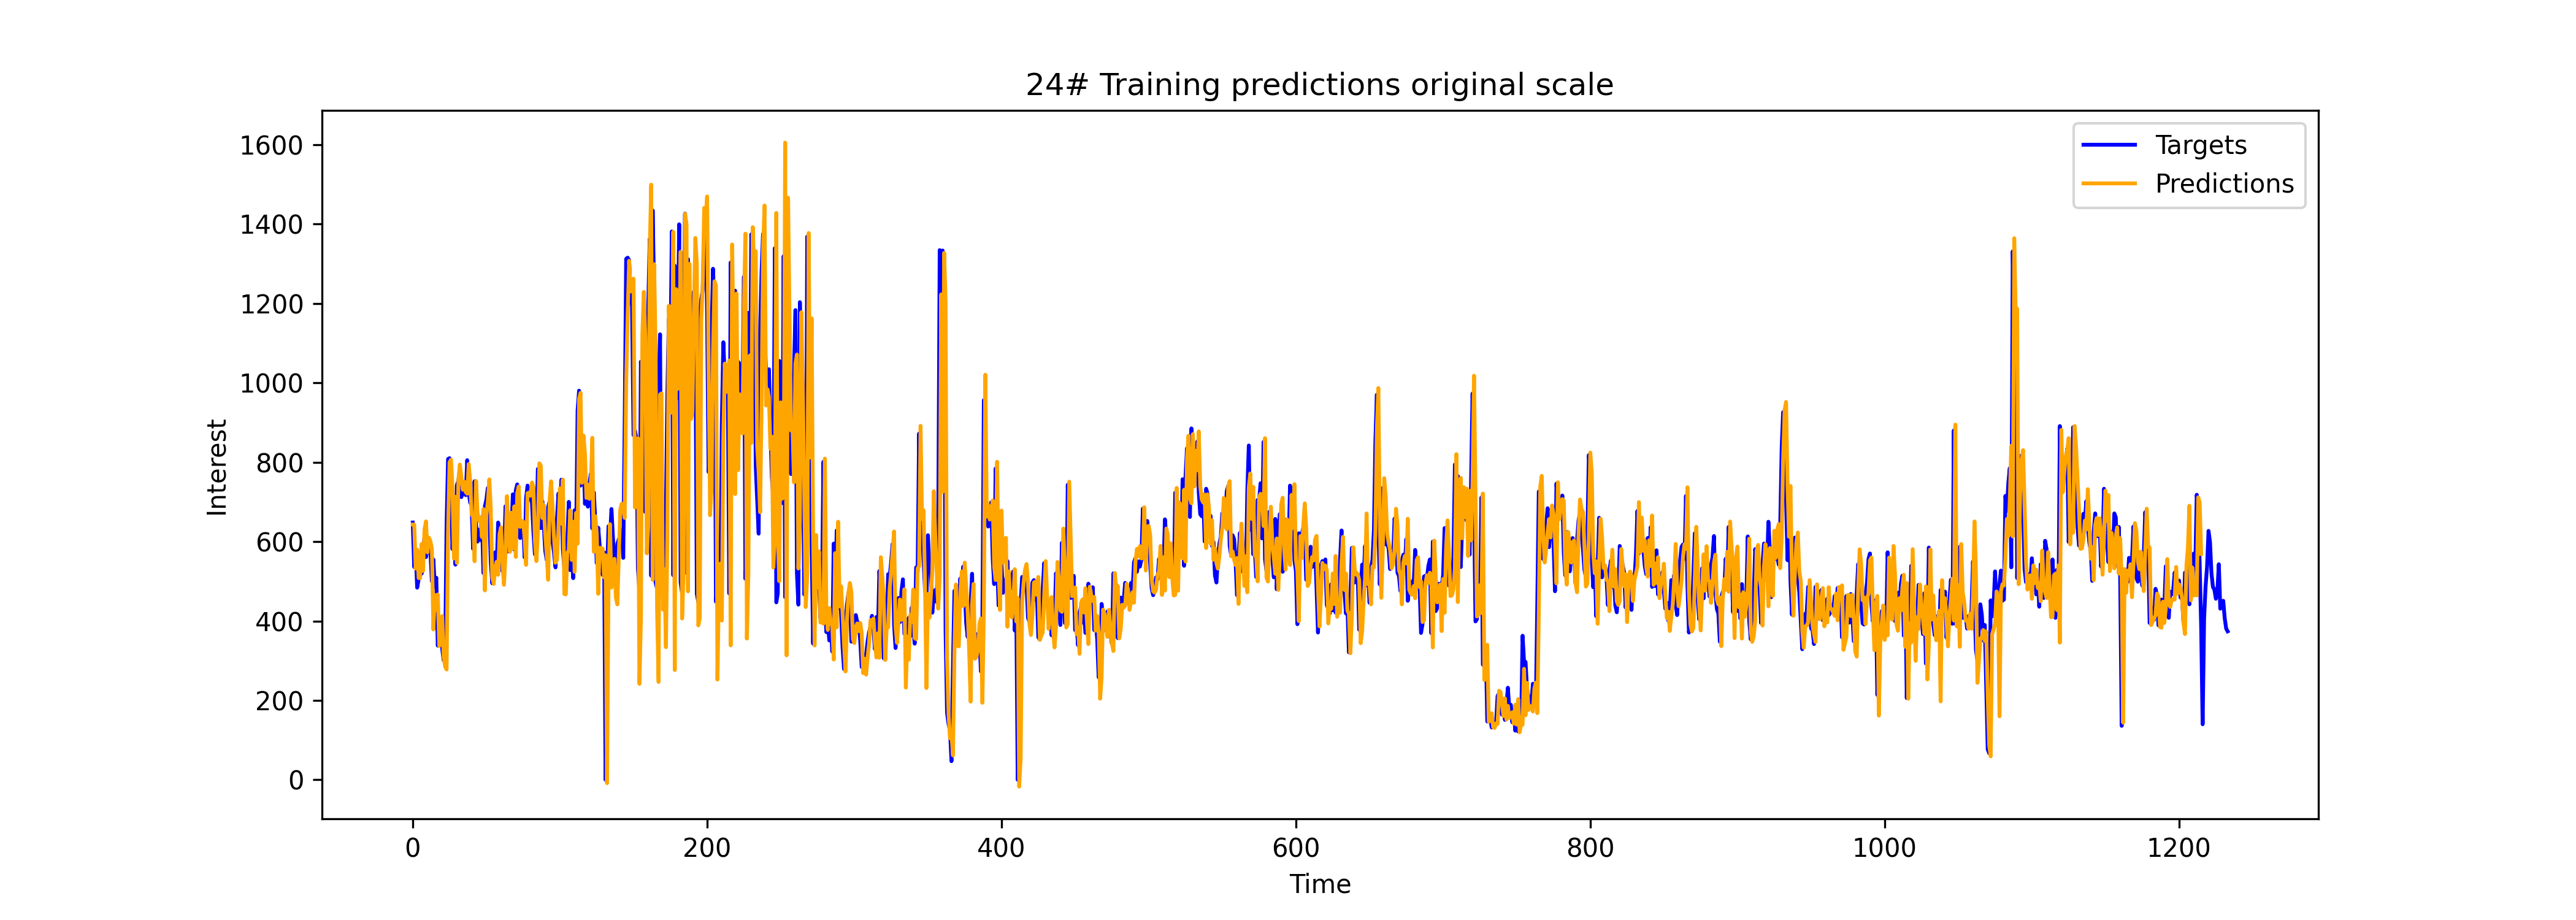 24# Training predictions original scale
Targets
Predictions
Interest
1600
1400
1200
1000
800
600
400
200
0
0 200 400 600 800 1000 1200
Time